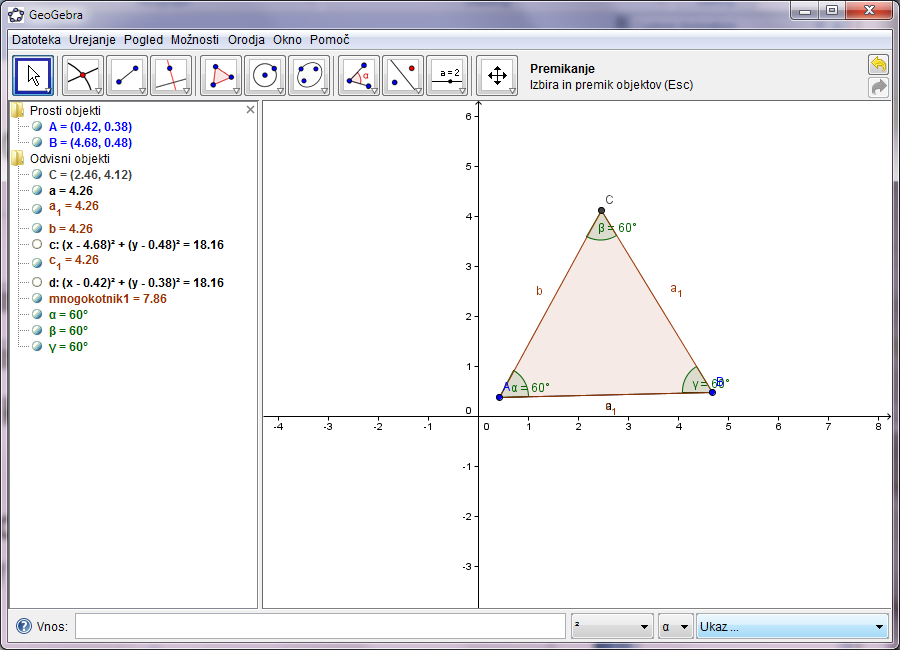 GeoGebra
Datoteka Urejanje Pogled Možnosti Orodja Okno Pomoč
α
a = 2
Premikanje
Izbira in premik objektov (Esc)
Prosti objekti
A = (0.42, 0.38)
B = (4.68, 0.48)
Odvisni objekti
C = (2.46, 4.12)
a = 4.26
a₁ = 4.26
b = 4.26
c: (x - 4.68)² + (y - 0.48)² = 18.16
c₁ = 4.26
d: (x - 0.42)² + (y - 0.38)² = 18.16
mnogokotnik1 = 7.86
α = 60°
β = 60°
γ = 60°
6
5
C
4
β = 60°
3
b
a₁
2
1
A
α = 60°
γ = 60°
B
0
-4 -3 -2 -1 0 1 2 3 4 5 6 7 8
-1
-2
-3
Vnos:
²
α
Ukaz ...